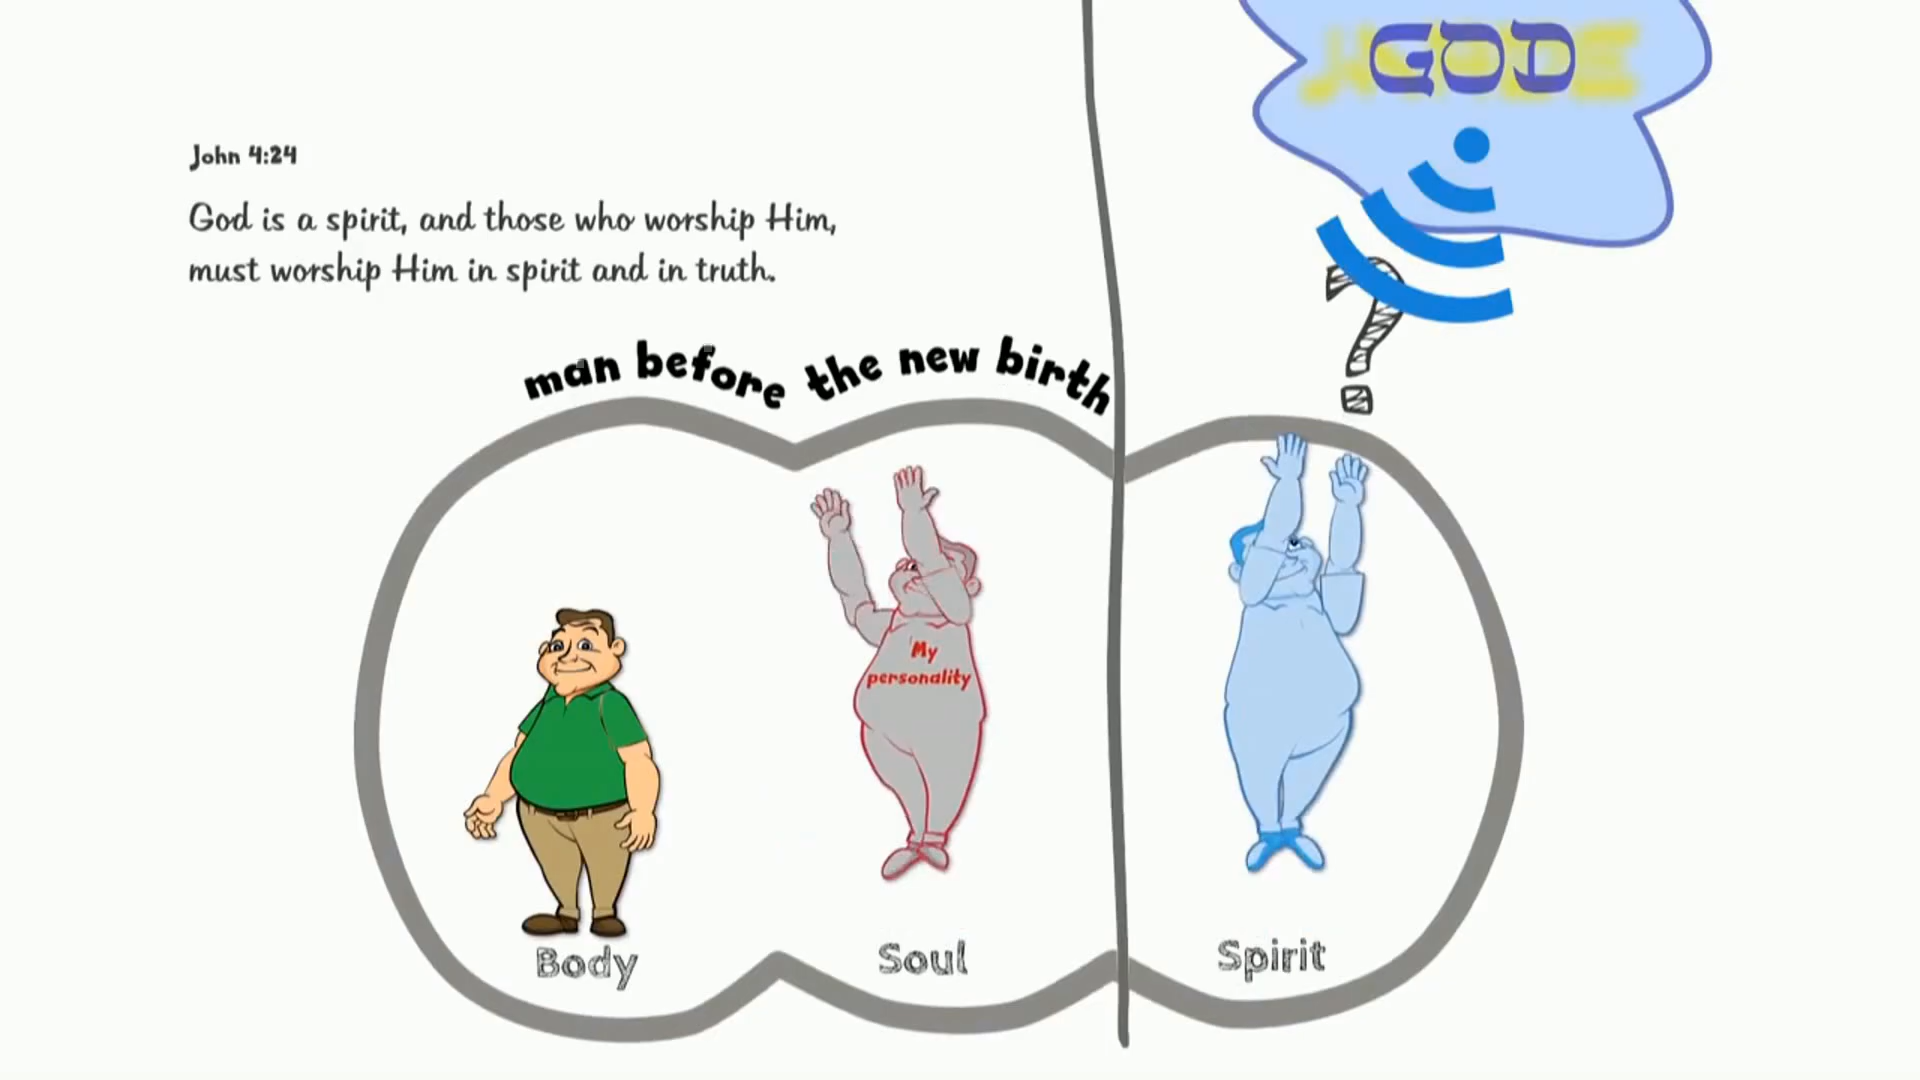 GOD
John 4:24
God is a spirit, and those who worship Him,
must worship Him in spirit and in truth.
man before the new birth
?
My
personality
Body
Soul
Spirit